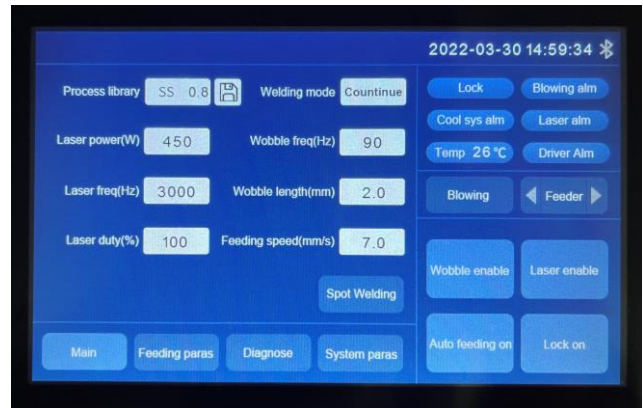 2022-03-30 14:59:34
Process library SS 0.8 Welding mode Countinue
Laser power(W) 450 Wobble freq(Hz) 90
Laser freq(Hz) 3000 Wobble length(mm) 2.0
Laser duty(%) 100 Feeding speed(mm/s) 7.0
Spot Welding
Main Feeding paras Diagnose System paras
Lock Blowing alm
Cool sys alm Laser alm
Temp 26℃ Driver Alm
Blowing Feeder
Wobble enable Laser enable
Auto feeding on Lock on